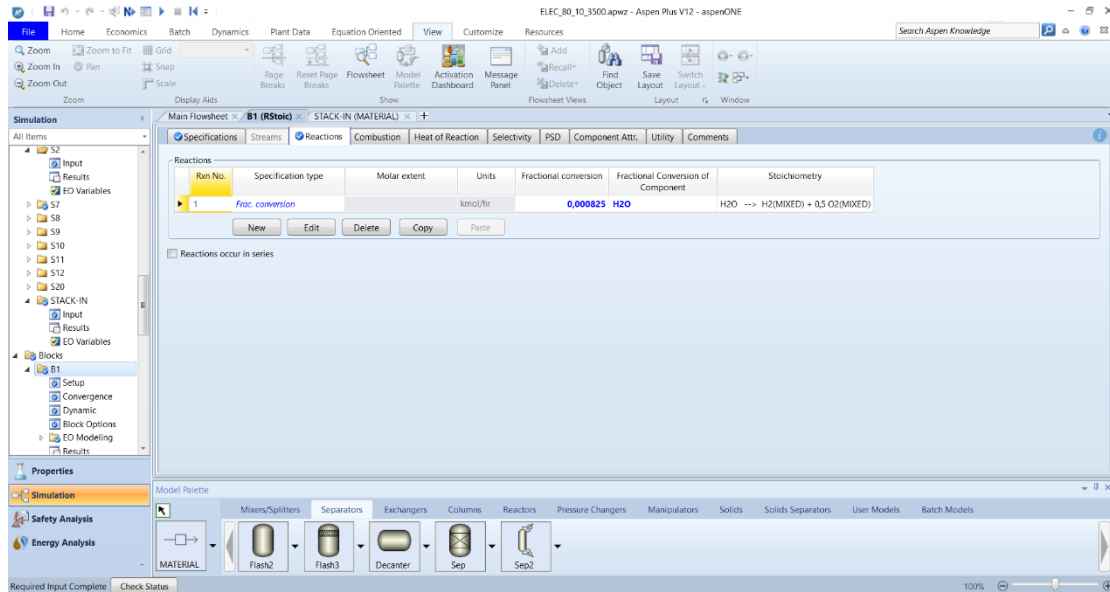 ELEC_80_10_3500.apwz - Aspen Plus V12 - aspenONE
File Home Economics Batch Dynamics Plant Data Equation Oriented View Customize Resources Search Aspen Knowledge
Zoom Zoom to Fit Grid
Zoom In Pan Snap
Zoom Out Scale
Page Breaks Reset Page Breaks Flowsheet Model Palette Activation Dashboard Message Panel
Add
Recall
Delete
Find Object Save Layout Switch Layout
Zoom Display Aids Show Flowsheet Views Layout Window
Simulation
Main Flowsheet B1 (RStoic) STACK-IN (MATERIAL)
All Items
Specifications Streams Reactions Combustion Heat of Reaction Selectivity PSD Component Attr. Utility Comments
S2
Input
Results
EO Variables
S7
S8
S9
S10
S11
S12
S20
STACK-IN
Input
Results
EO Variables
Blocks
B1
Setup
Convergence
Dynamic
Block Options
EO Modeling
Results
Reactions
Rxn No. Specification type Molar extent Units Fractional conversion Fractional Conversion of Component Stoichiometry
1 Frac. conversion kmol/hr 0,000825 H2O H2O --> H2(MIXED) + 0,5 O2(MIXED)
New Edit Delete Copy Paste
Reactions occur in series
Properties
Simulation
Safety Analysis
Energy Analysis
Model Palette
Mixers/Splitters Separators Exchangers Columns Reactors Pressure Changers Manipulators Solids Solids Separators User Models Batch Models
MATERIAL Flash2 Flash3 Decanter Sep Sep2
Required Input Complete Check Status 100%